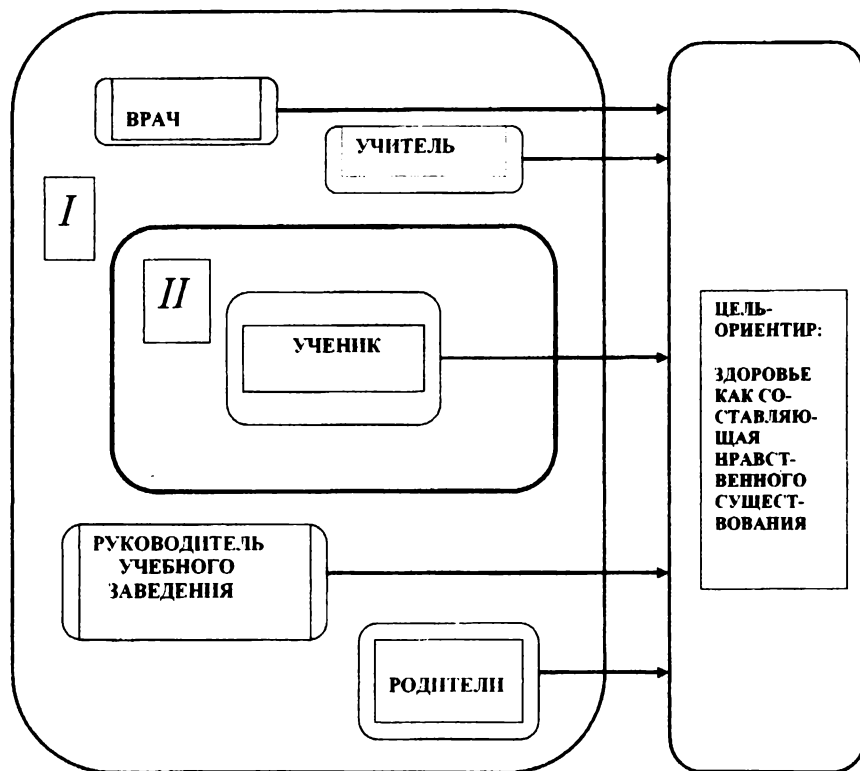 ВРАЧ
УЧИТЕЛЬ
I
II
УЧЕНИК
ЦЕЛЬ-
ОРИЕНТИР:
ЗДОРОВЬЕ
КАК СО-
СТАВЛЯЮ-
ЩАЯ
НРАВСТ-
ВЕННОГО
СУЩЕСТ-
ВОВАНИЯ
РУКОВОДИТЕЛЬ
УЧЕБНОГО
ЗАВЕДЕНИЯ
РОДИТЕЛИ